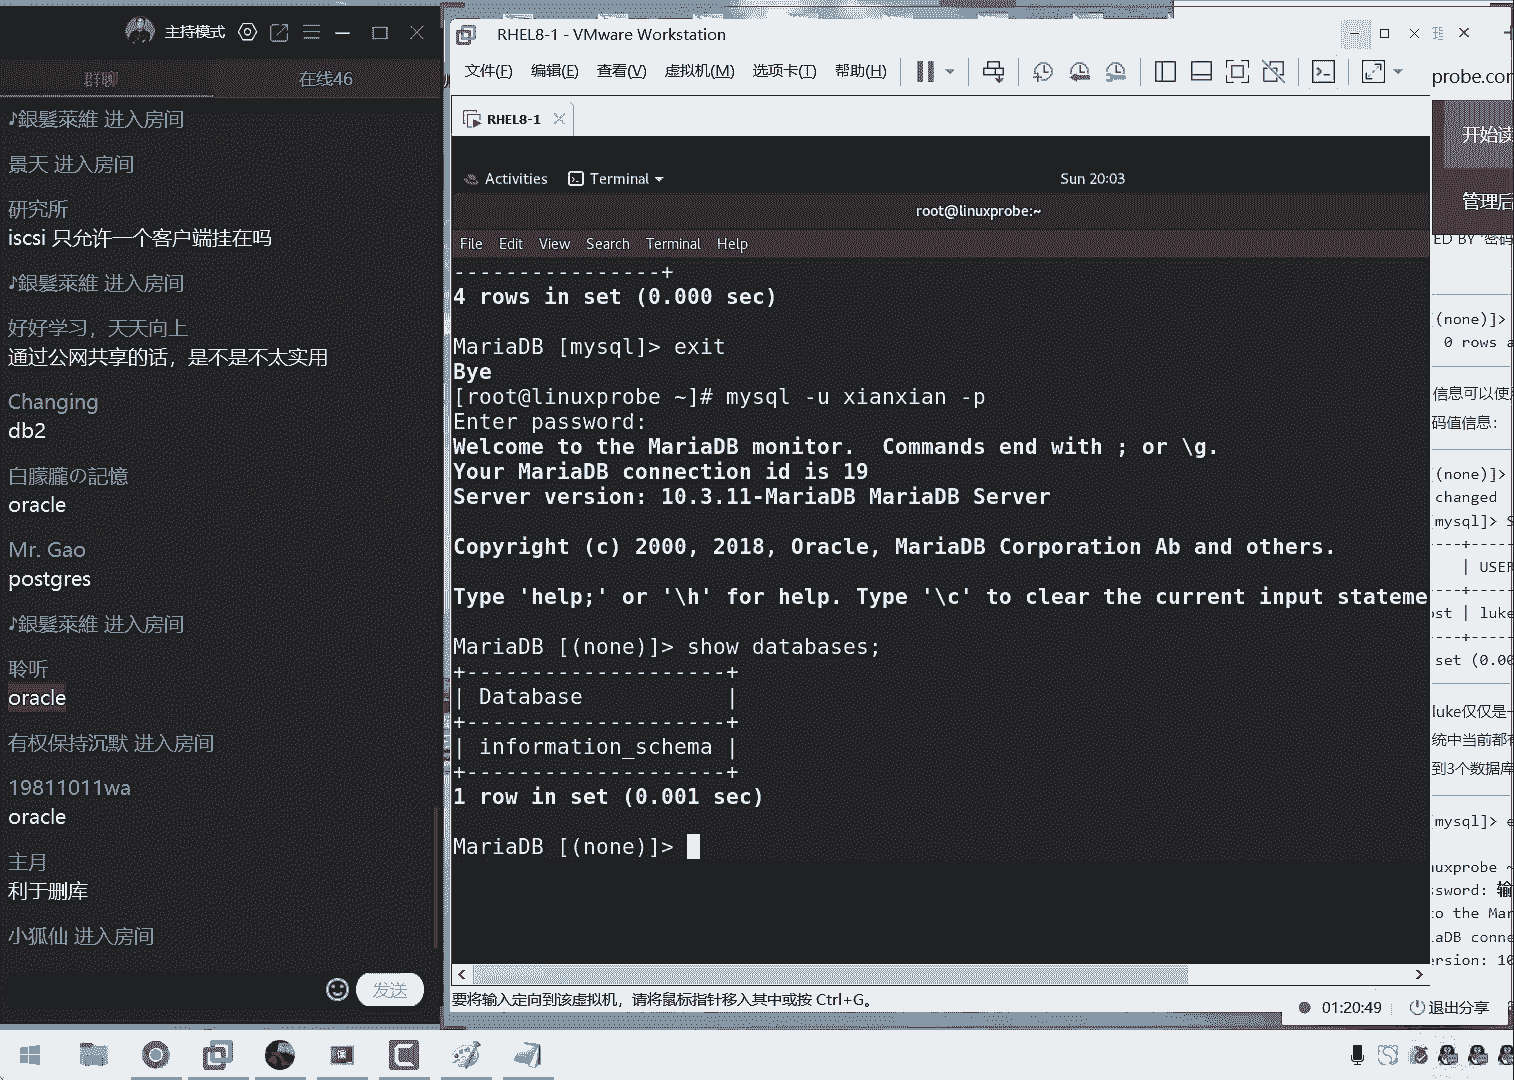 主持模式
群聊
在线46
♪銀髮萊維 进入房间
景天 进入房间
研究所
iscsi 只允许一个客户端挂在吗
♪銀髮萊維 进入房间
好好学习，天天向上
通过公网共享的话，是不是不太实用
Changing
db2
白朦朧の記憶
oracle
Mr. Gao
postgres
♪銀髮萊維 进入房间
聆听
oracle
有权保持沉默 进入房间
19811011wa
oracle
主月
利于删库
小狐仙 进入房间
发送
RHEL8-1 - VMware Workstation
文件(F) 编辑(E) 查看(V) 虚拟机(M) 选项卡(T) 帮助(H)
RHEL8-1
Activities Terminal Sun 20:03
root@linuxprobe:~
File Edit View Search Terminal Help
----------------+
4 rows in set (0.000 sec)
MariaDB [mysql]> exit
Bye
[root@linuxprobe ~]# mysql -u xianxian -p
Enter password:
Welcome to the MariaDB monitor.  Commands end with ; or \g.
Your MariaDB connection id is 19
Server version: 10.3.11-MariaDB MariaDB Server
Copyright (c) 2000, 2018, Oracle, MariaDB Corporation Ab and others.
Type 'help;' or '\h' for help. Type '\c' to clear the current input stateme
MariaDB [(none)]> show databases;
+--------------------+
| Database           |
+--------------------+
| information_schema |
+--------------------+
1 row in set (0.001 sec)
MariaDB [(none)]>
要将输入定向到该虚拟机，请将鼠标指针移入其中或按 Ctrl+G。
probe.com
开始读
管理后
ED BY '密码
(none)]>
0 rows a
信息可以使用
码值信息：
(none)]>
changed
[mysql]> S
----+-----
| USER
----+-----
ost | luke
----+-----
set (0.00
luke仅仅是一
统中当前都有
到3个数据库
[mysql]> e
nuxprobe ~
sword: 输
to the Mar
iaDB conne
ersion: 10
01:20:49
退出分享